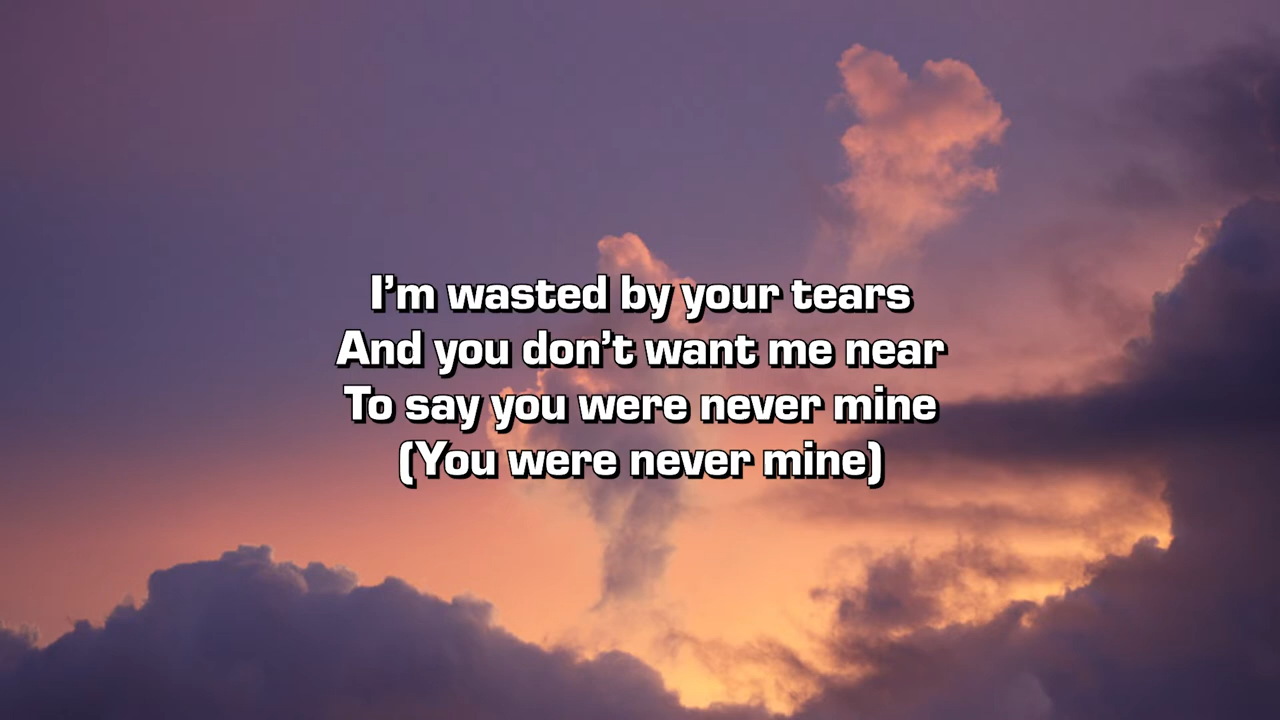 I’m wasted by your tears
And you don’t want me near
To say you were never mine
(You were never mine)